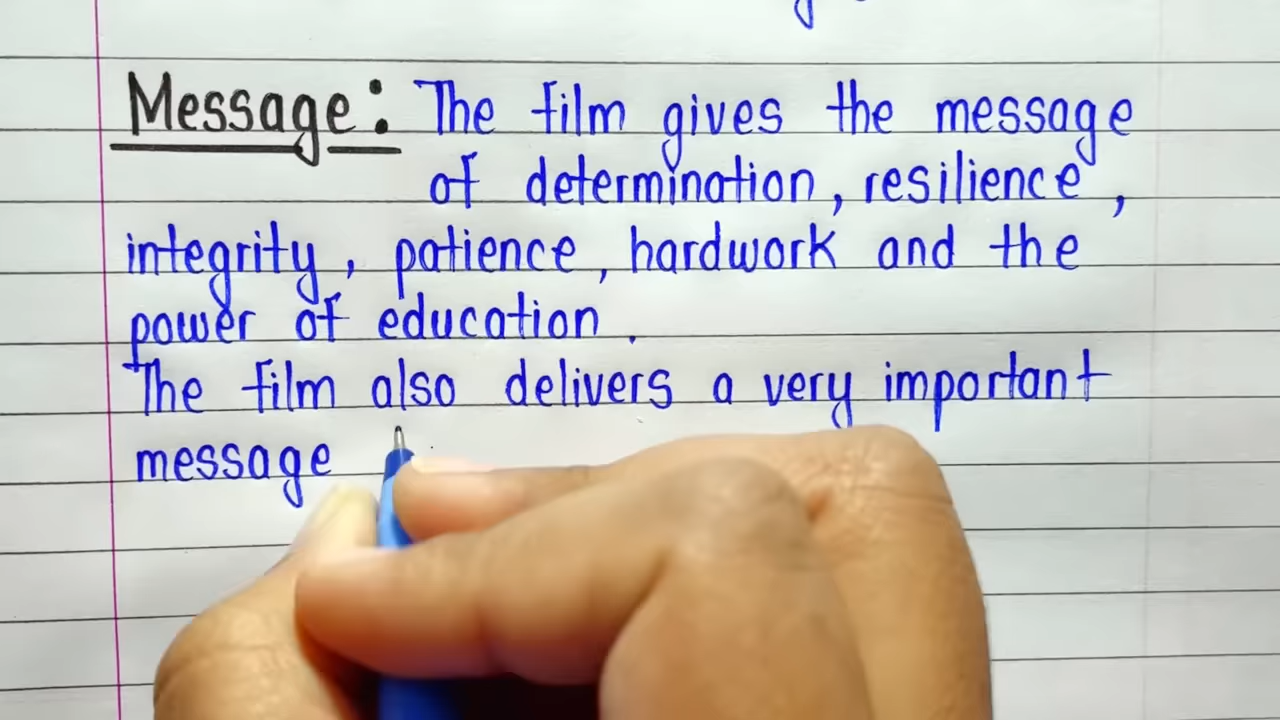 Message: The film gives the message
of determination, resilience,
integrity, patience, hardwork and the
power of education.
The film also delivers a very important
message